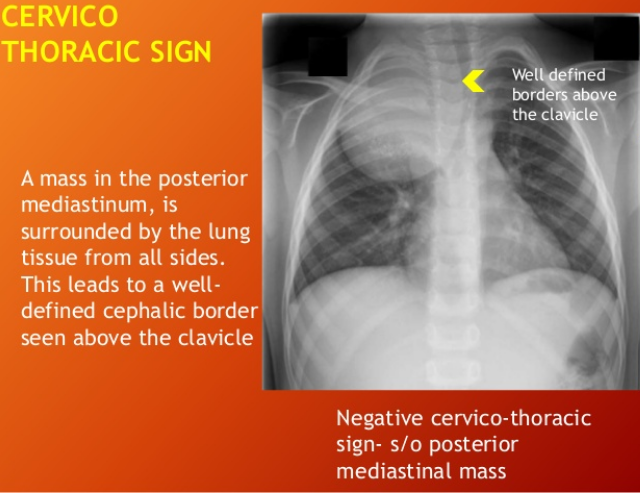 CERVICO
THORACIC SIGN
Well defined
borders above
the clavicle
A mass in the posterior
mediastinum, is
surrounded by the lung
tissue from all sides.
This leads to a well-
defined cephalic border
seen above the clavicle
Negative cervico-thoracic
sign- s/o posterior
mediastinal mass